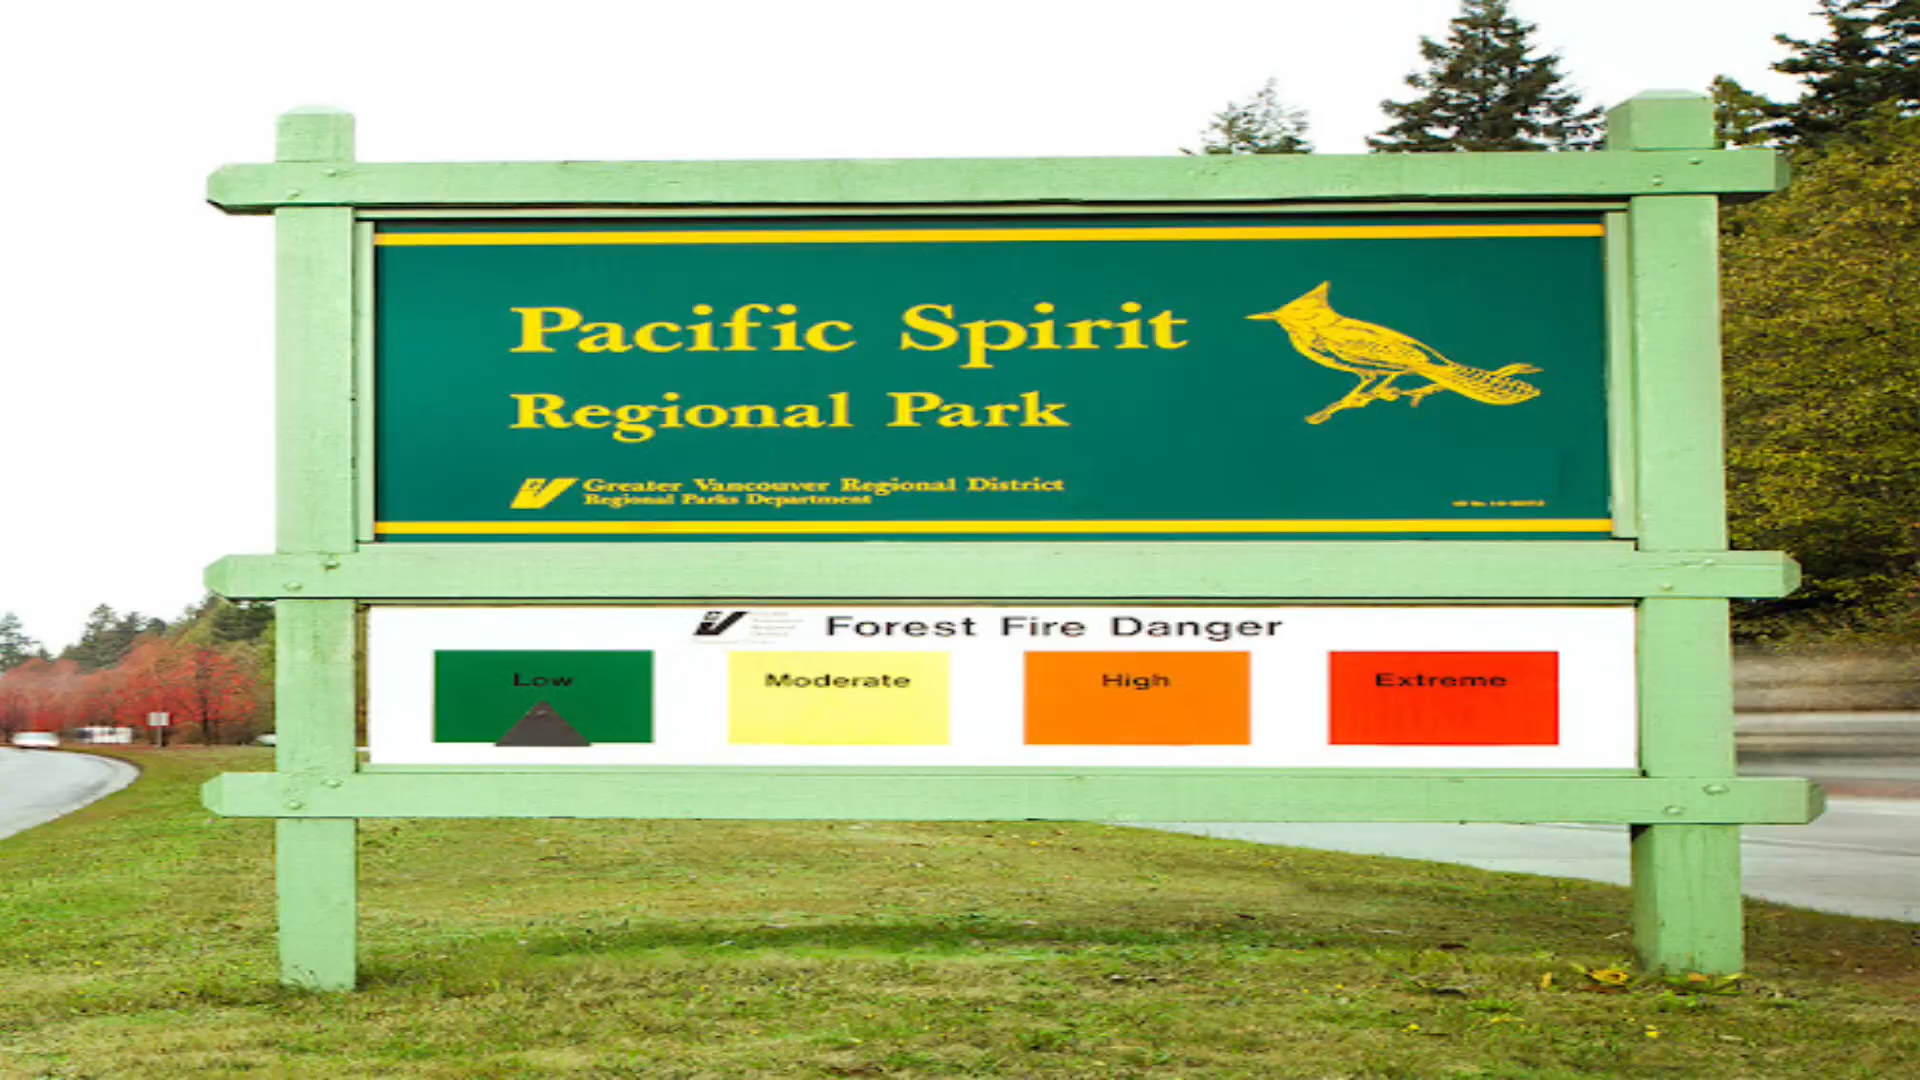 Pacific Spirit
Regional Park
Greater Vancouver Regional District
Regional Parks Department
Forest Fire Danger
Low
Moderate
High
Extreme